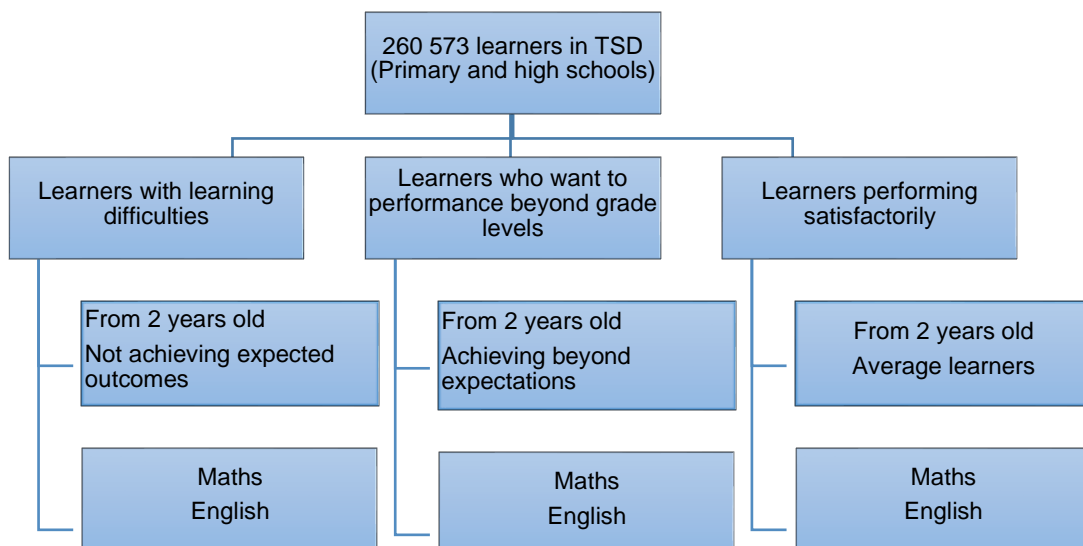 260 573 learners in TSD
(Primary and high schools)
Learners with learning
difficulties
Learners who want to
performance beyond grade
levels
Learners performing
satisfactorily
From 2 years old
Not achieving expected
outcomes
From 2 years old
Achieving beyond
expectations
From 2 years old
Average learners
Maths
English
Maths
English
Maths
English